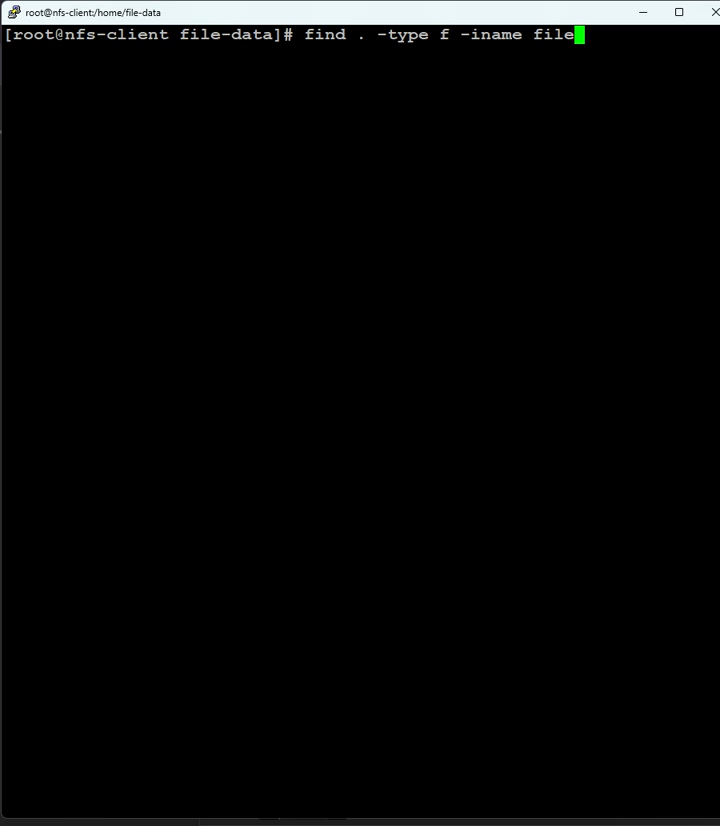 root@nfs-client:/home/file-data
[root@nfs-client file-data]# find . -type f -iname file